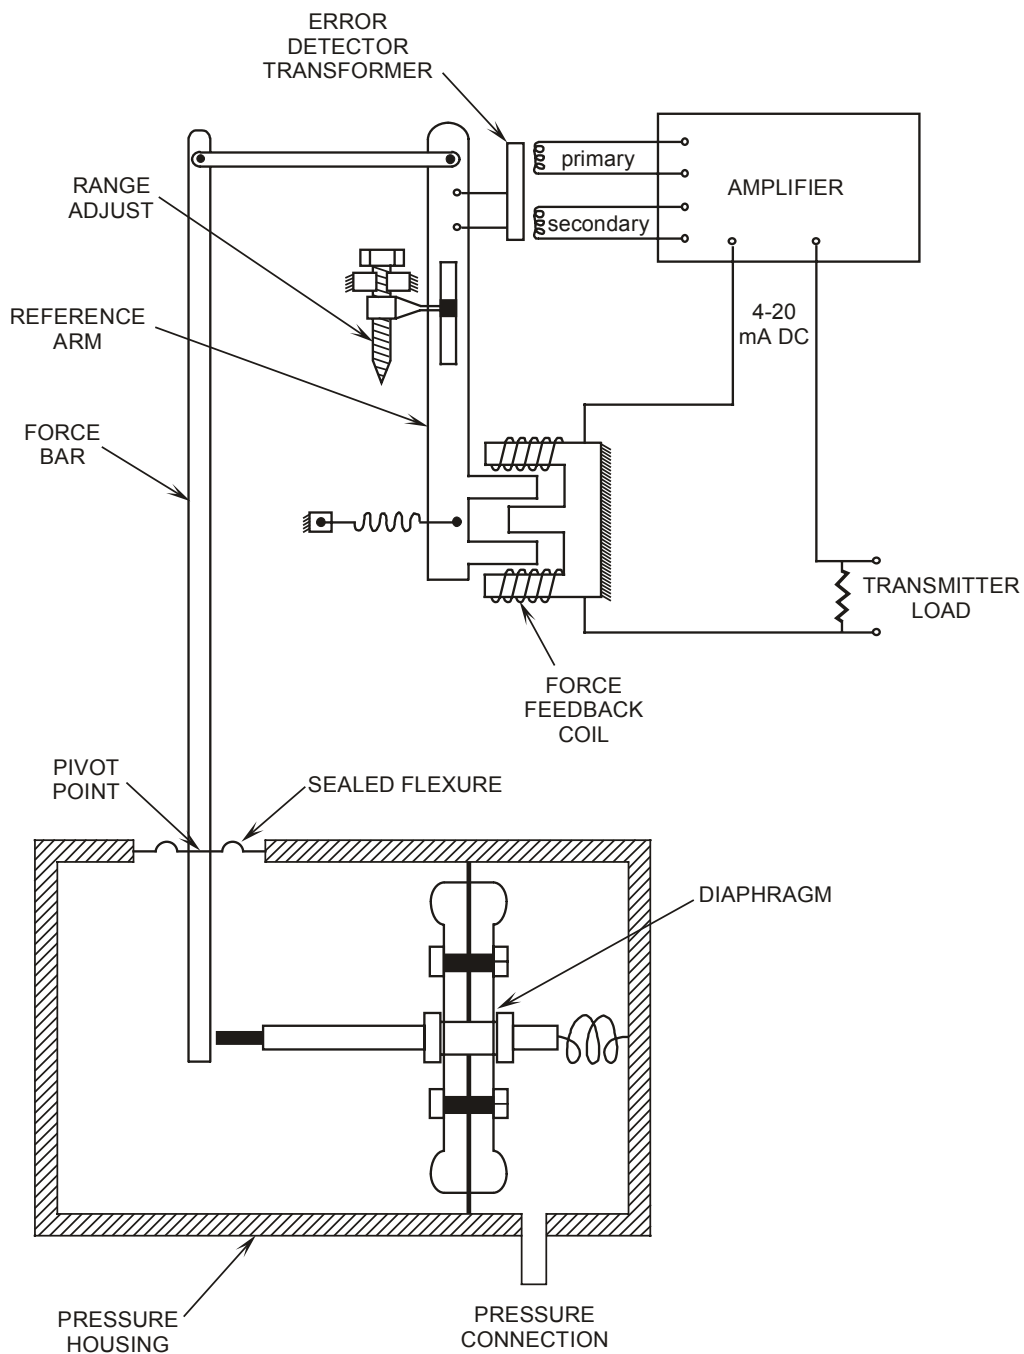 ERROR
DETECTOR
TRANSFORMER
primary
AMPLIFIER
RANGE
ADJUST
secondary
4-20
mA DC
REFERENCE
ARM
FORCE
BAR
TRANSMITTER
LOAD
FORCE
FEEDBACK
COIL
PIVOT
POINT
SEALED FLEXURE
DIAPHRAGM
PRESSURE
HOUSING
PRESSURE
CONNECTION